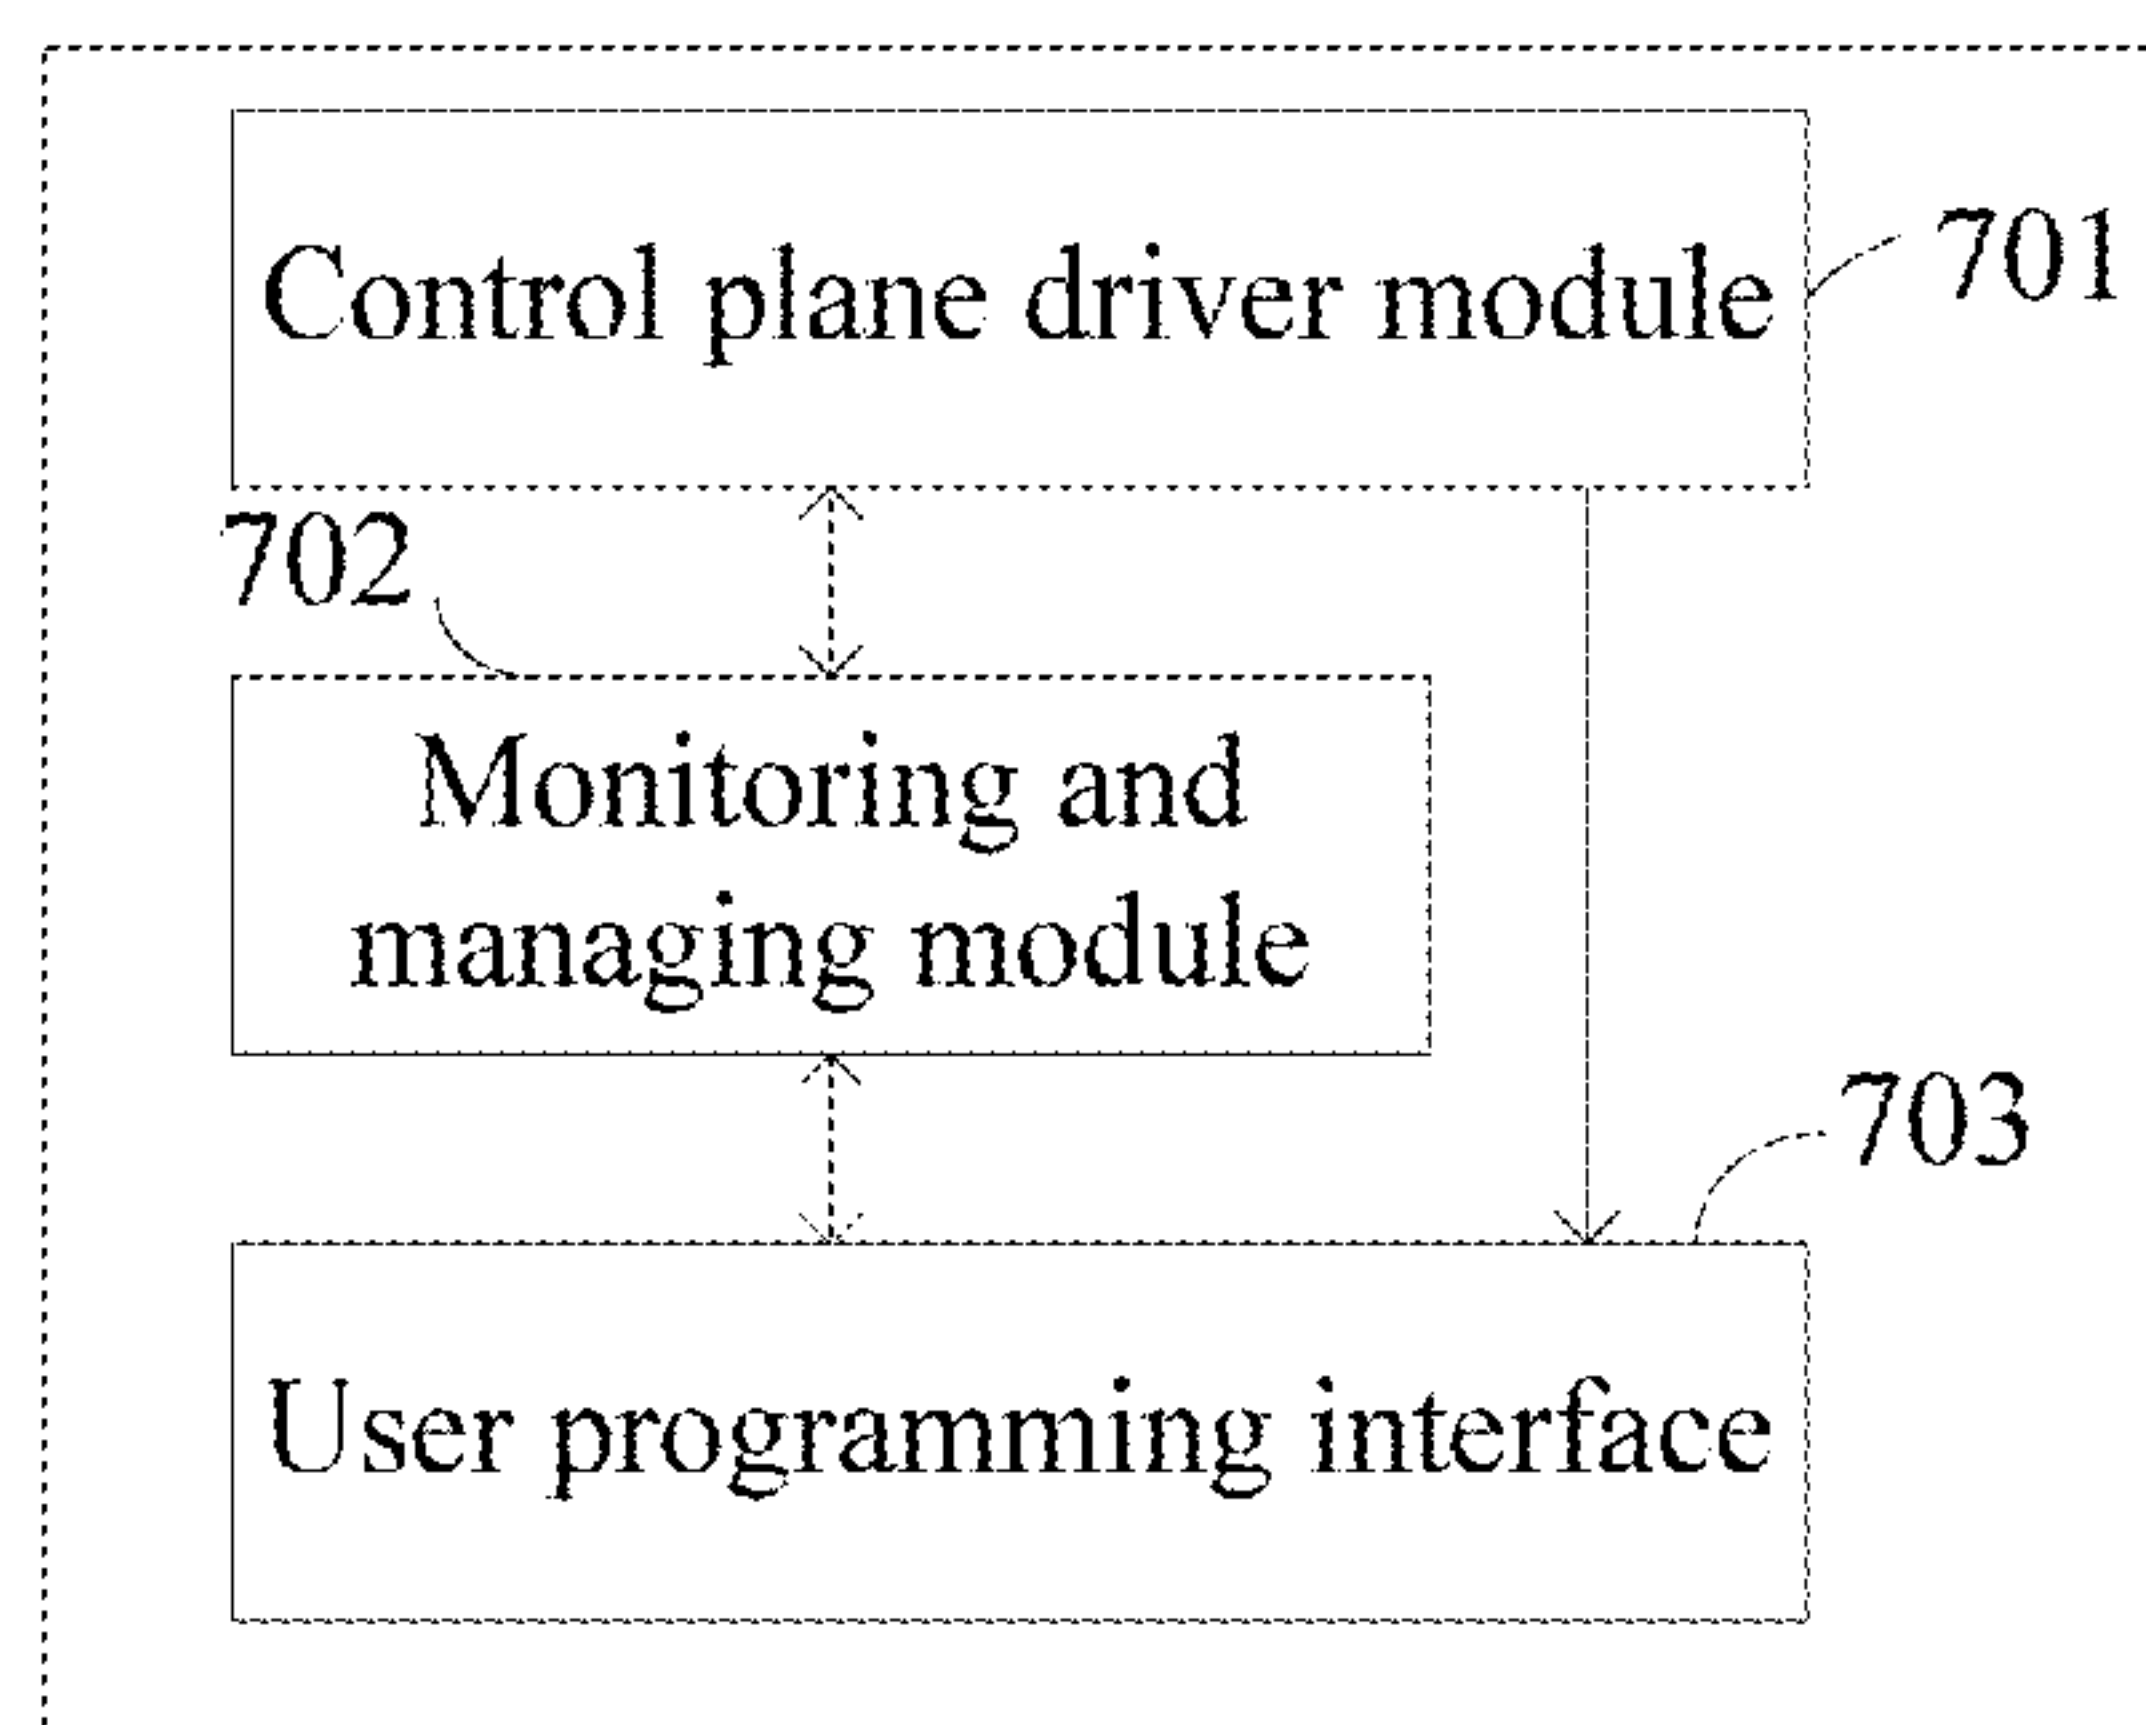 Control plane driver module
701
702
Monitoring and
managing module
703
User programming interface